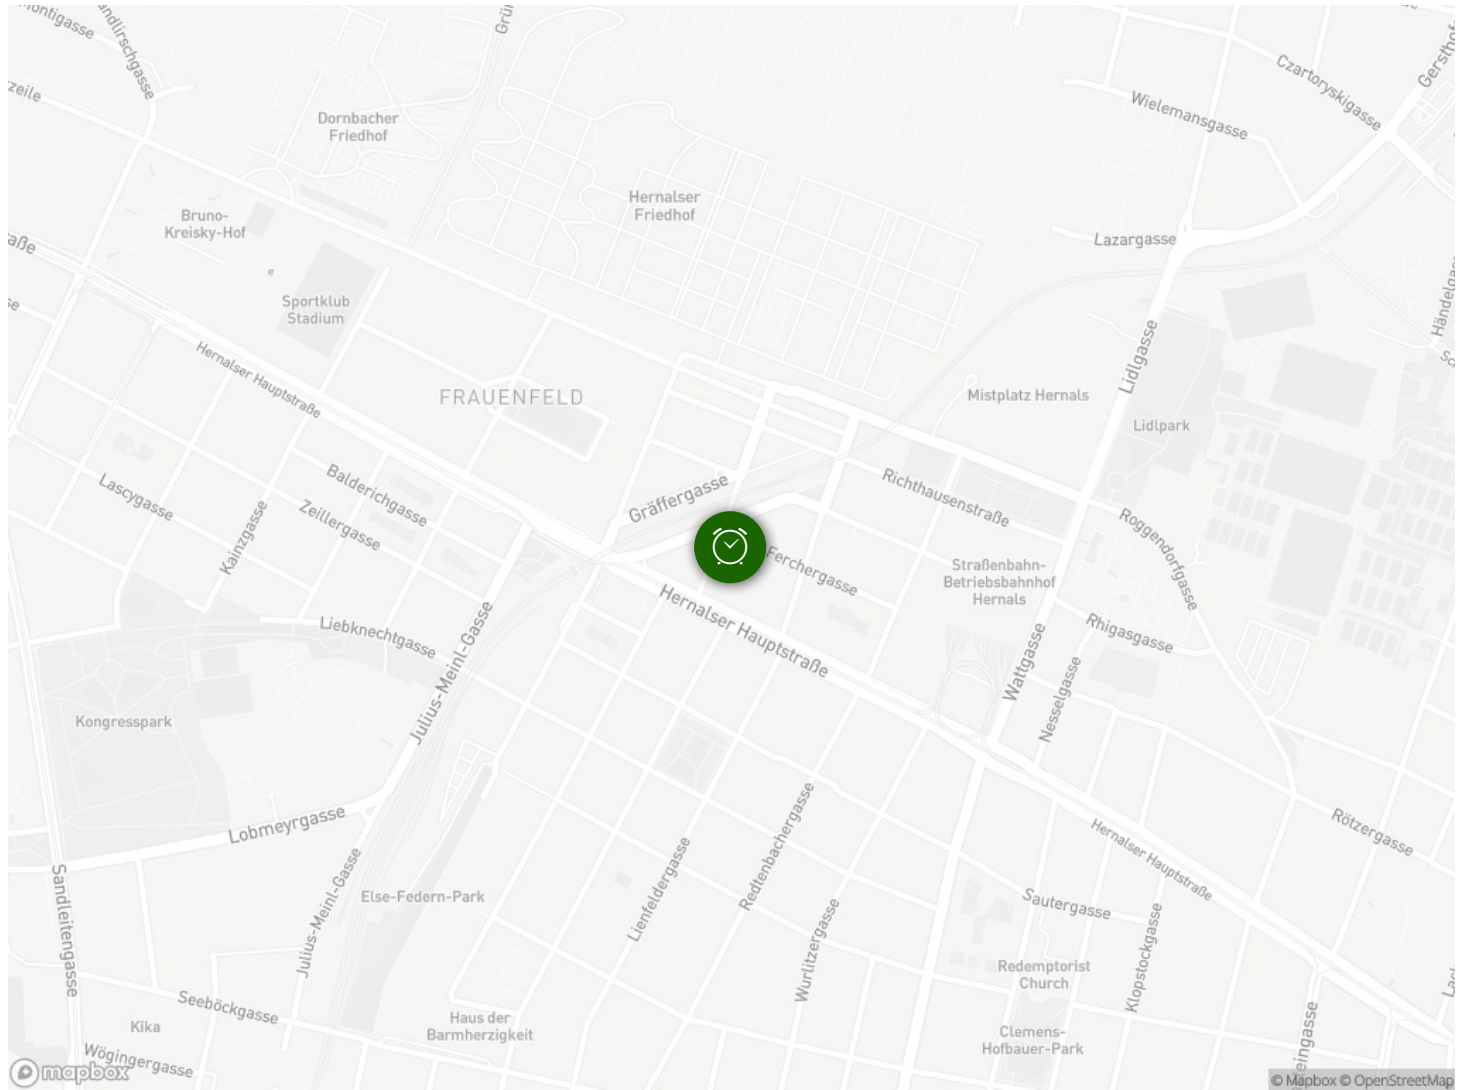 Czartoryskigasse
Wielemansgasse
Dornbacher
Friedhof
Hernalser
Friedhof
Bruno-
Kreisky-Hof
Lazargasse
Sportklub
Stadium
Lidlgasse
Hernalser Hauptstraße
FRAUENFELD
Mistplatz Hernals
Lidlpark
Gräffergasse
Richthausenstraße
Balderichgasse
Lascygasse
Zeillergasse
Kainzgasse
Roggendorfgasse
Ferchergasse
Straßenbahn-
Betriebsbahnhof
Hernals
Hernalser Hauptstraße
Liebknechtgasse
Rhigasgasse
Julius-Meinl-Gasse
Wattgasse
Nesselgasse
Kongresspark
Lobmeyrgasse
Rötzergasse
Hernalser Hauptstraße
Redtenbachergasse
Lienfeldergasse
Sandleitengasse
Julius-Meinl-Gasse
Else-Federn-Park
Sautergasse
Wurlitzergasse
Klopstockgasse
Redemptorist
Church
Seeböckgasse
Kika
Haus der
Barmherzigkeit
Clemens-
Hofbauer-Park
Wögingergasse
mapbox
© Mapbox © OpenStreetMap